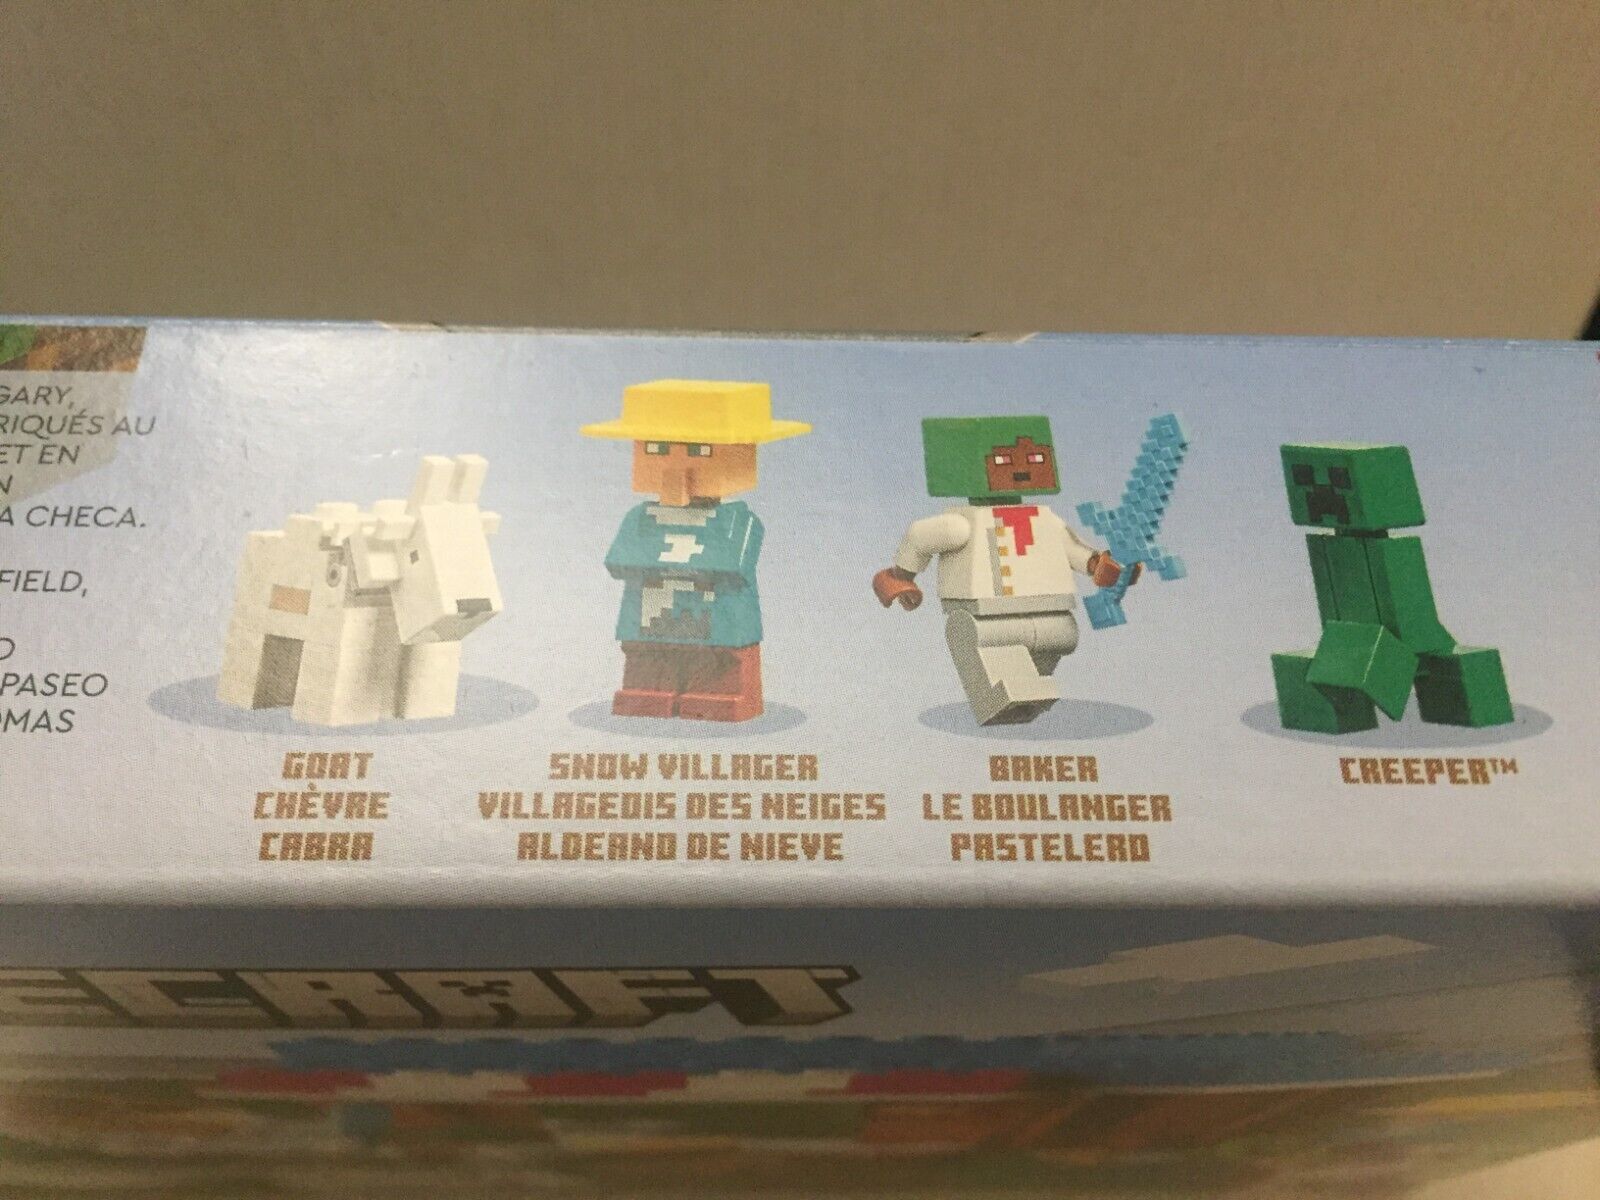 GARY,
RIQUÉS AU
ET EN
N
A CHECA.
FIELD,
O
PASEO
OMAS
GOAT
CHÈVRE
CABRA
SNOW VILLAGER
VILLAGEOIS DES NEIGES
ALDEANO DE NIEVE
BAKER
LE BOULANGER
PASTELERO
CREEPER™
ECRAFT